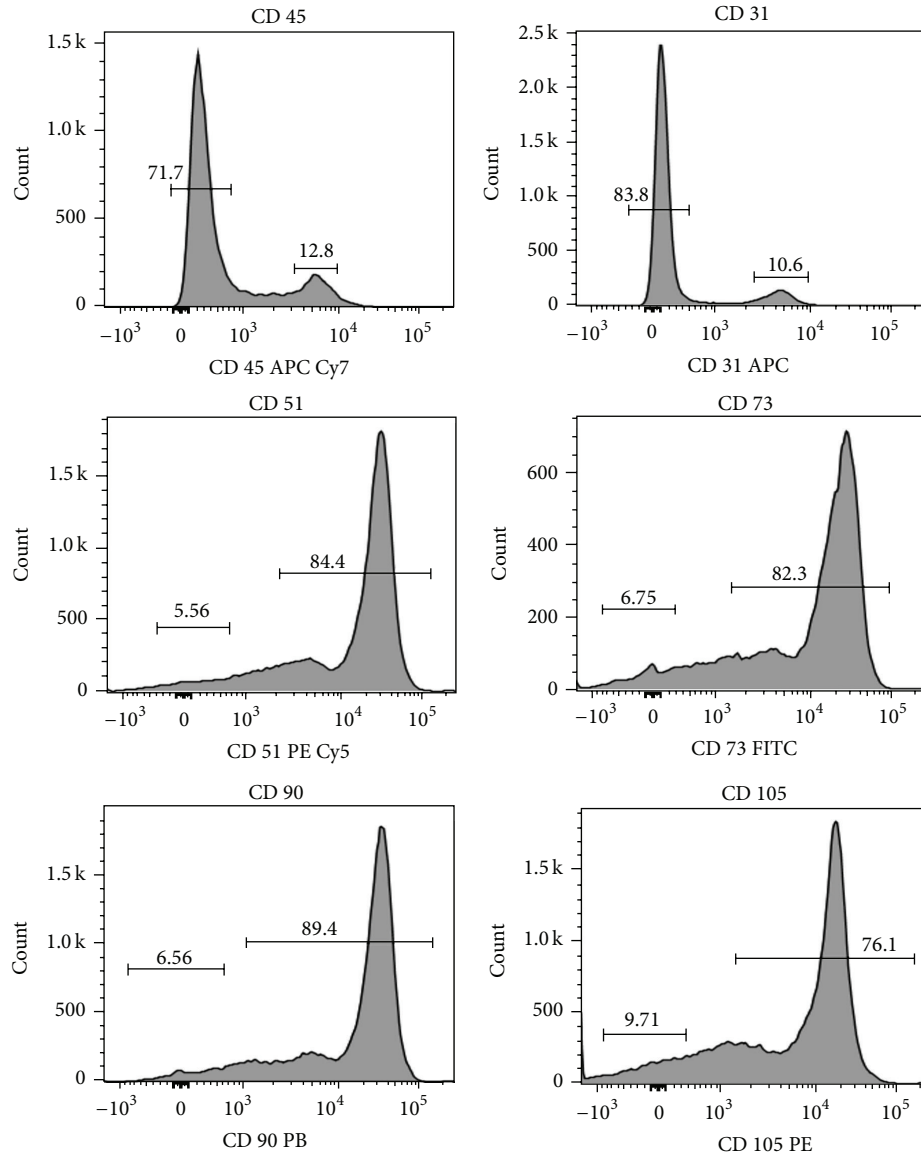 CD 45
1.5 k
1.0 k
500
0
Count
71.7
12.8
−10³ 0 10³ 10⁴ 10⁵
CD 45 APC Cy7
CD 31
2.5 k
2.0 k
1.5 k
1.0 k
500
0
Count
83.8
10.6
−10³ 0 10³ 10⁴ 10⁵
CD 31 APC
CD 51
1.5 k
1.0 k
500
0
Count
84.4
5.56
−10³ 0 10³ 10⁴ 10⁵
CD 51 PE Cy5
CD 73
600
400
200
0
Count
82.3
6.75
−10³ 0 10³ 10⁴ 10⁵
CD 73 FITC
CD 90
1.5 k
1.0 k
500
0
Count
89.4
6.56
−10³ 0 10³ 10⁴ 10⁵
CD 90 PB
CD 105
1.5 k
1.0 k
500
0
Count
76.1
9.71
−10³ 0 10³ 10⁴ 10⁵
CD 105 PE